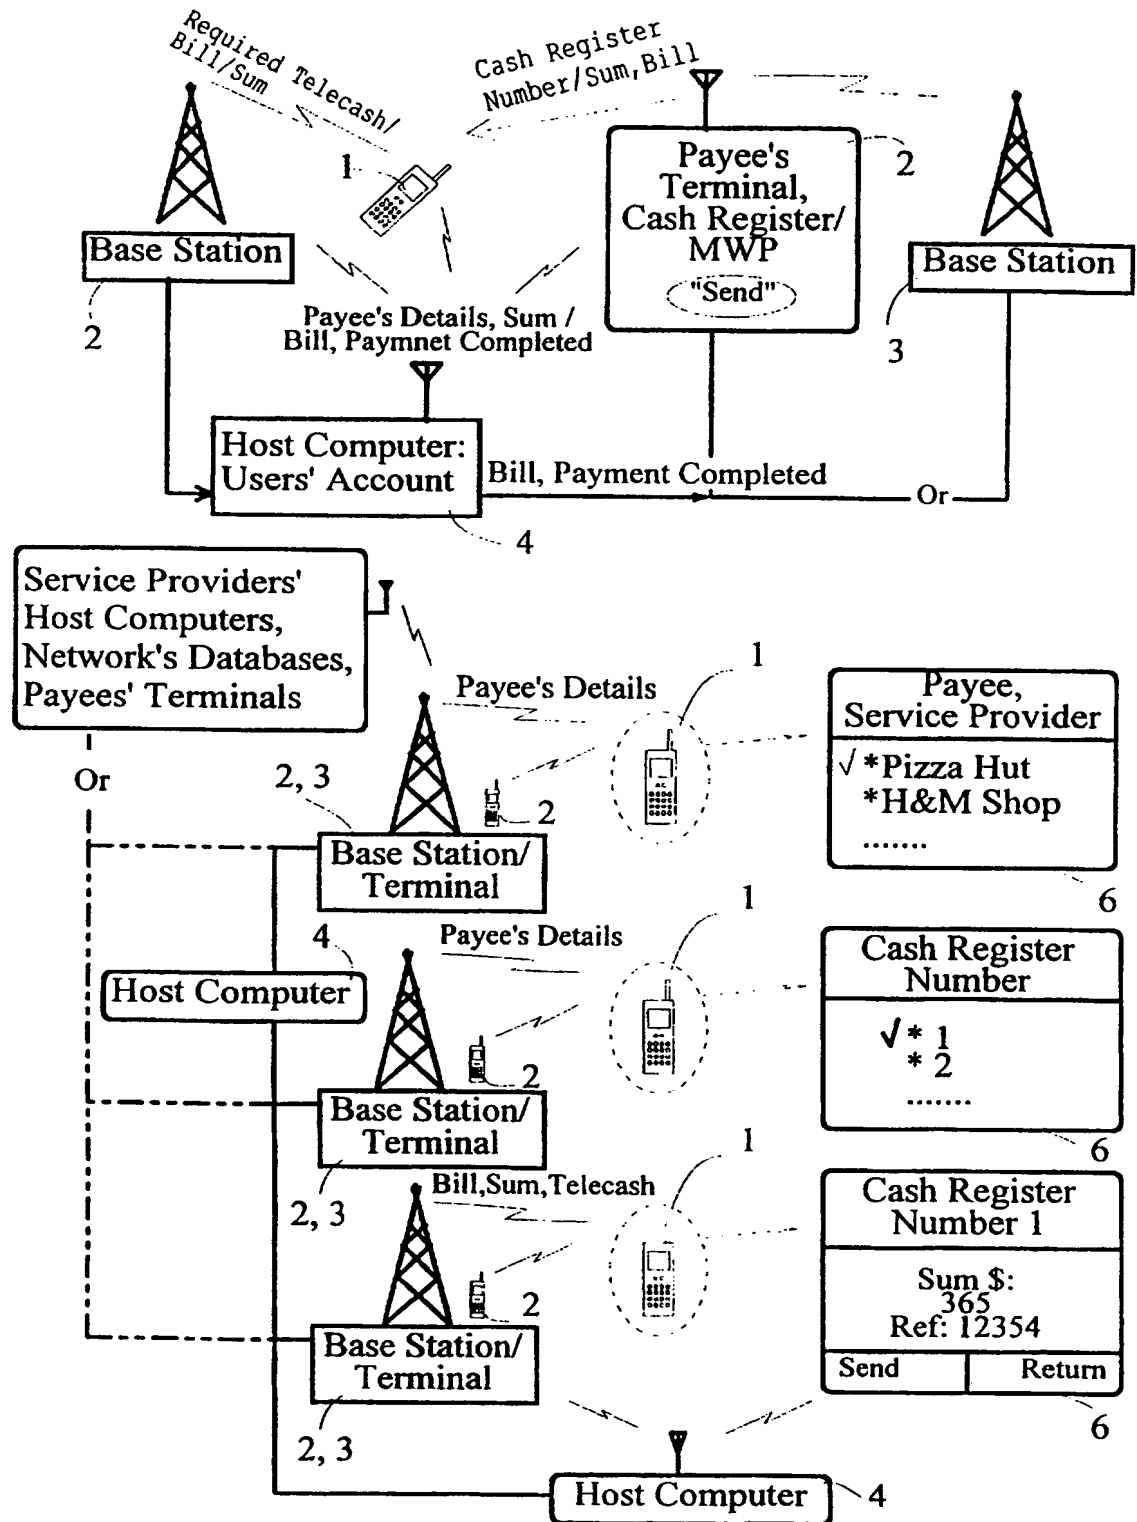 Required Telecash/
Bill/Sum
Cash Register
Number/Sum,Bill
1
Payee's
Terminal,
Cash Register/
MWP
"Send"
2
Base Station
2
Base Station
3
Payee's Details, Sum /
Bill, Paymnet Completed
Host Computer:
Users' Account
Bill, Payment Completed
Or
4
Service Providers'
Host Computers,
Network's Databases,
Payees' Terminals
Or
Payee's Details
1
2, 3
2
Base Station/
Terminal
Payee,
Service Provider
√ *Pizza Hut
*H&M Shop
.......
6
4
Host Computer
Payee's Details
1
2
Base Station/
Terminal
2, 3
Cash Register
Number
√ * 1
* 2
.......
6
Bill,Sum,Telecash
1
2
Base Station/
Terminal
2, 3
Cash Register
Number 1
Sum $:
365
Ref: 12354
Send Return
6
Host Computer
4